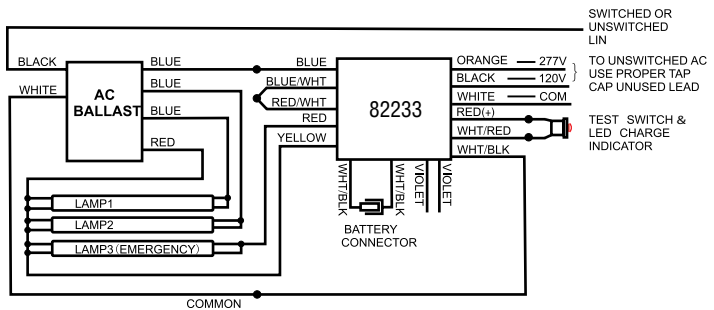 SWITCHED OR
UNSWITCHED
LIN
BLACK
WHITE
AC
BALLAST
BLUE
BLUE
BLUE
RED
BLUE
BLUE/WHT
RED/WHT
RED
YELLOW
82233
ORANGE
277V
BLACK
120V
WHITE
COM
RED(+)
WHT/RED
WHT/BLK
TO UNSWITCHED AC
USE PROPER TAP
CAP UNUSED LEAD
TEST SWITCH &
LED CHARGE
INDICATOR
WHT/BLK
WHT/BLK
VIOLET
VIOLET
BATTERY
CONNECTOR
LAMP1
LAMP2
LAMP3(EMERGENCY)
COMMON